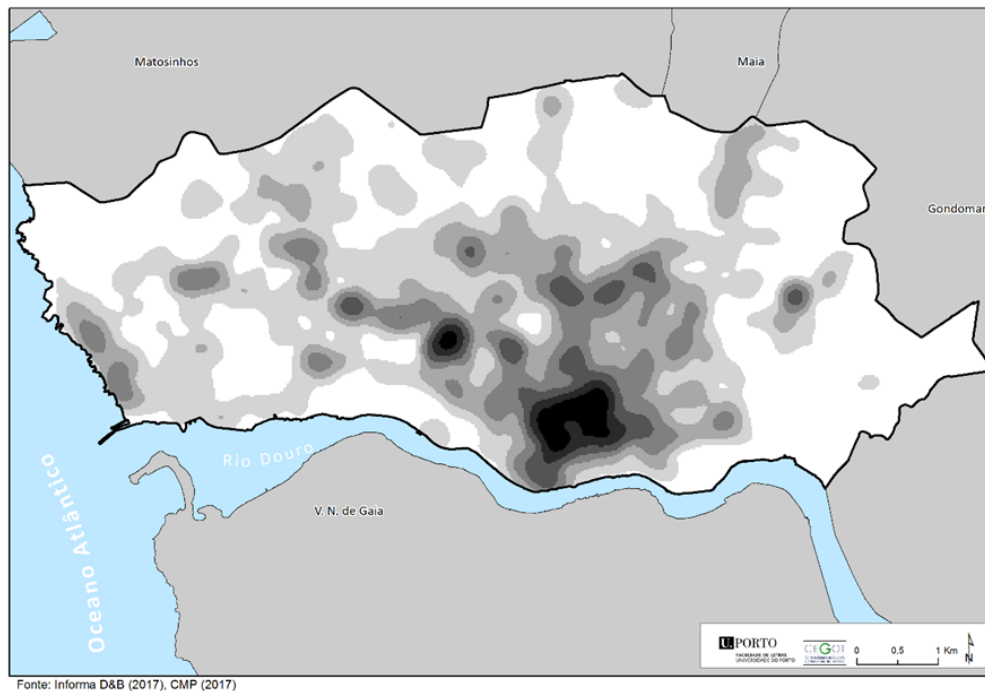 Matosinhos
Maia
Gondomar
Rio Douro
V. N. de Gaia
Oceano Atlântico
U. PORTO
FACULDADE DE LETRAS
UNIVERSIDADE DO PORTO
CEGOT
0 0,5 1 Km
N
Fonte: Informa D&B (2017), CMP (2017)